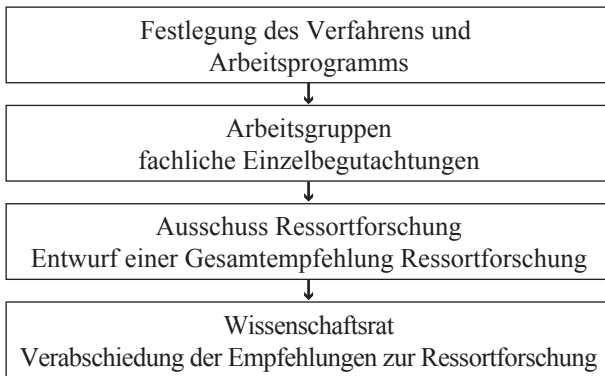 Festlegung des Verfahrens und
Arbeitsprogramms
Arbeitsgruppen
fachliche Einzelbegutachtungen
Ausschuss Ressortforschung
Entwurf einer Gesamtempfehlung Ressortforschung
Wissenschaftsrat
Verabschiedung der Empfehlungen zur Ressortforschung